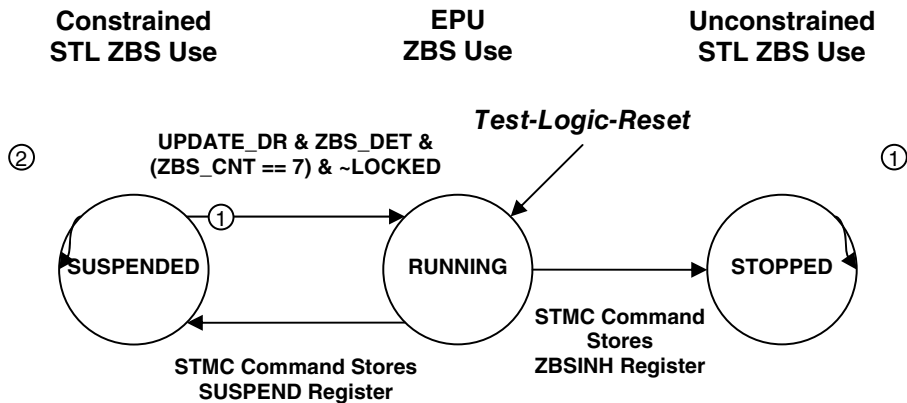 Constrained
STL ZBS Use
EPU
ZBS Use
Unconstrained
STL ZBS Use
Test-Logic-Reset
UPDATE_DR & ZBS_DET &
(ZBS_CNT == 7) & ~LOCKED
2
1
1
SUSPENDED
RUNNING
STOPPED
STMC Command Stores
SUSPEND Register
STMC Command
Stores
ZBSINH Register